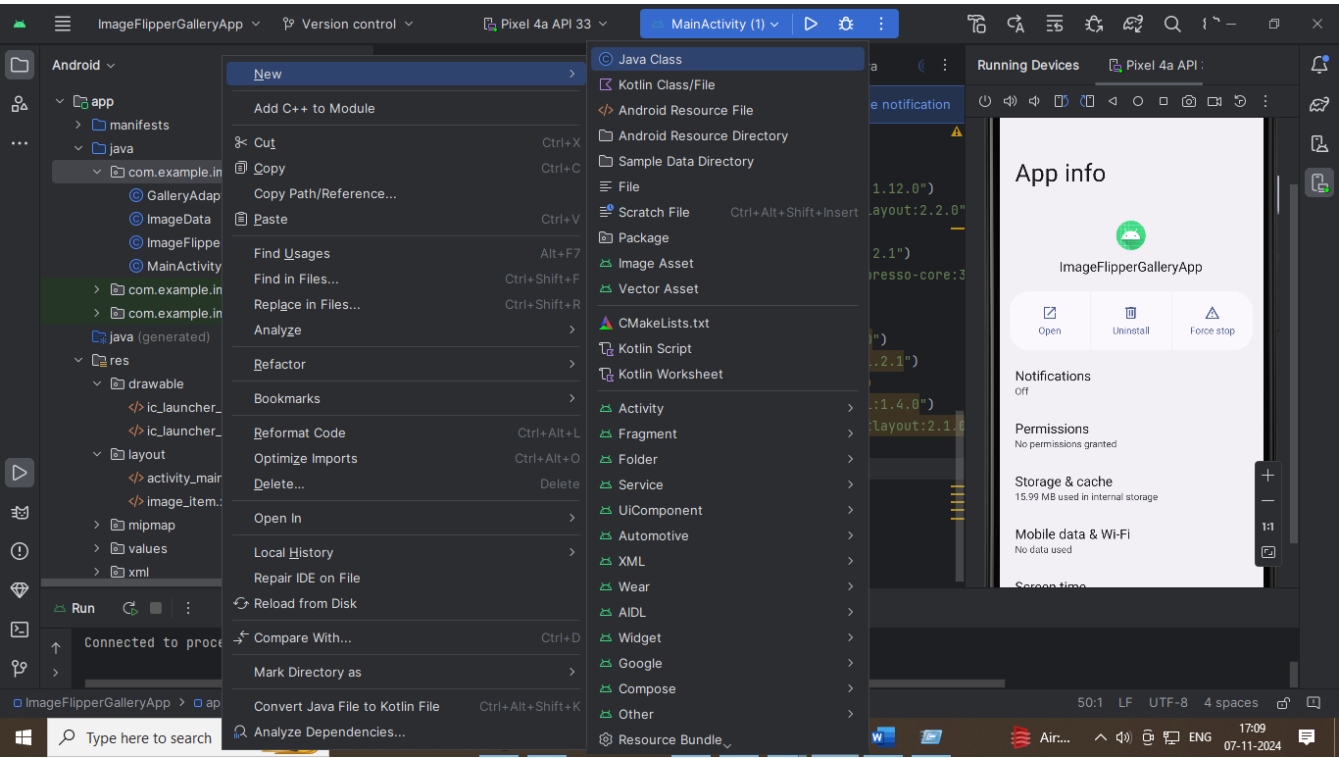 ImageFlipperGalleryApp
Version control
Pixel 4a API 33
MainActivity (1)
Android
app
manifests
java
com.example.im
GalleryAdap
ImageData
ImageFlippe
MainActivity
com.example.im
com.example.im
java (generated)
res
drawable
ic_launcher_
ic_launcher_
layout
activity_main
image_item.
mipmap
values
xml
New
Add C++ to Module
Cut Ctrl+X
Copy Ctrl+C
Copy Path/Reference...
Paste Ctrl+V
Find Usages Alt+F7
Find in Files... Ctrl+Shift+F
Replace in Files... Ctrl+Shift+R
Analyze
Refactor
Bookmarks
Reformat Code Ctrl+Alt+L
Optimize Imports Ctrl+Alt+O
Delete... Delete
Open In
Local History
Repair IDE on File
Reload from Disk
Compare With... Ctrl+D
Mark Directory as
Convert Java File to Kotlin File Ctrl+Alt+Shift+K
Analyze Dependencies...
Java Class
Kotlin Class/File
Android Resource File
Android Resource Directory
Sample Data Directory
File
Scratch File Ctrl+Alt+Shift+Insert
Package
Image Asset
Vector Asset
CMakeLists.txt
Kotlin Script
Kotlin Worksheet
Activity
Fragment
Folder
Service
UiComponent
Automotive
XML
Wear
AIDL
Widget
Google
Compose
Other
Resource Bundle
e notification
1.12.0")
ayout:2.2.0"
2.1")
resso-core:3
")
.2.1")
:1.4.0")
tlayout:2.1.0
Running Devices
Pixel 4a API
App info
ImageFlipperGalleryApp
Open
Uninstall
Force stop
Notifications
Off
Permissions
No permissions granted
Storage & cache
15.99 MB used in internal storage
Mobile data & Wi-Fi
No data used
Screen time
1:1
Run
Connected to proce
ImageFlipperGalleryApp > ap
50:1 LF UTF-8 4 spaces
Type here to search
Air:...
ENG
17:09
07-11-2024